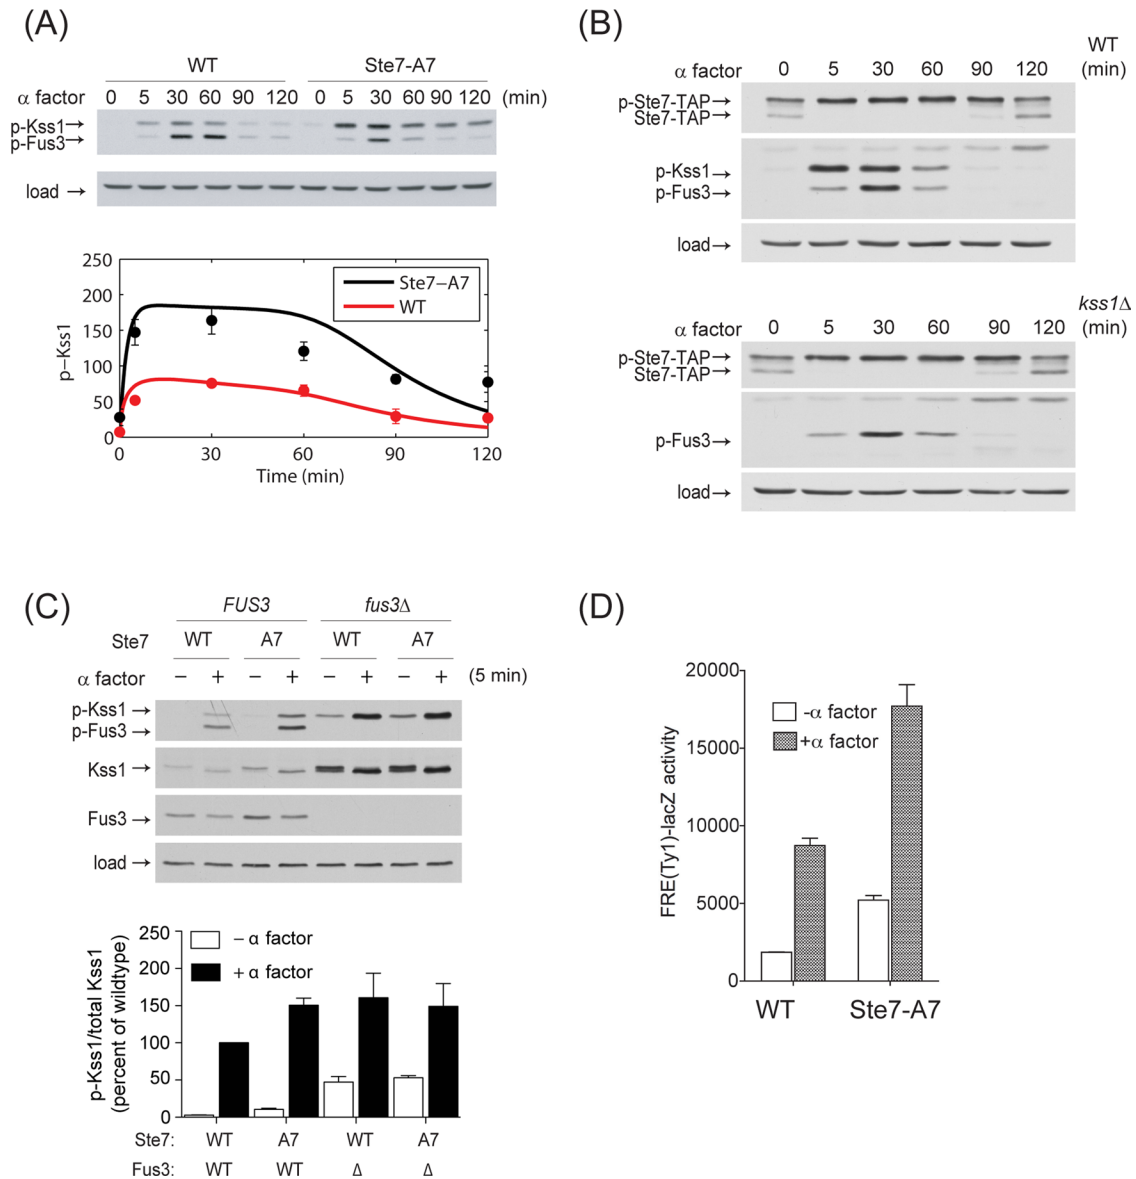 (A)
WT Ste7-A7
α factor 0 5 30 60 90 120 0 5 30 60 90 120 (min)
p-Kss1
p-Fus3
load
250
200
150
100
50
0
p−Kss1
Ste7−A7
WT
0 30 60 90 120
Time (min)
(B)
WT
α factor 0 5 30 60 90 120 (min)
p-Ste7-TAP
Ste7-TAP
p-Kss1
p-Fus3
load
kss1Δ
α factor 0 5 30 60 90 120 (min)
p-Ste7-TAP
Ste7-TAP
p-Fus3
load
(C)
FUS3 fus3Δ
Ste7 WT A7 WT A7
α factor − + − + − + − + (5 min)
p-Kss1
p-Fus3
Kss1
Fus3
load
250
200
150
100
50
0
p-Kss1/total Kss1
(percent of wildtype)
− α factor
+ α factor
Ste7: WT A7 WT A7
Fus3: WT WT Δ Δ
(D)
20000
15000
10000
5000
0
FRE(Ty1)-lacZ activity
-α factor
+α factor
WT Ste7-A7